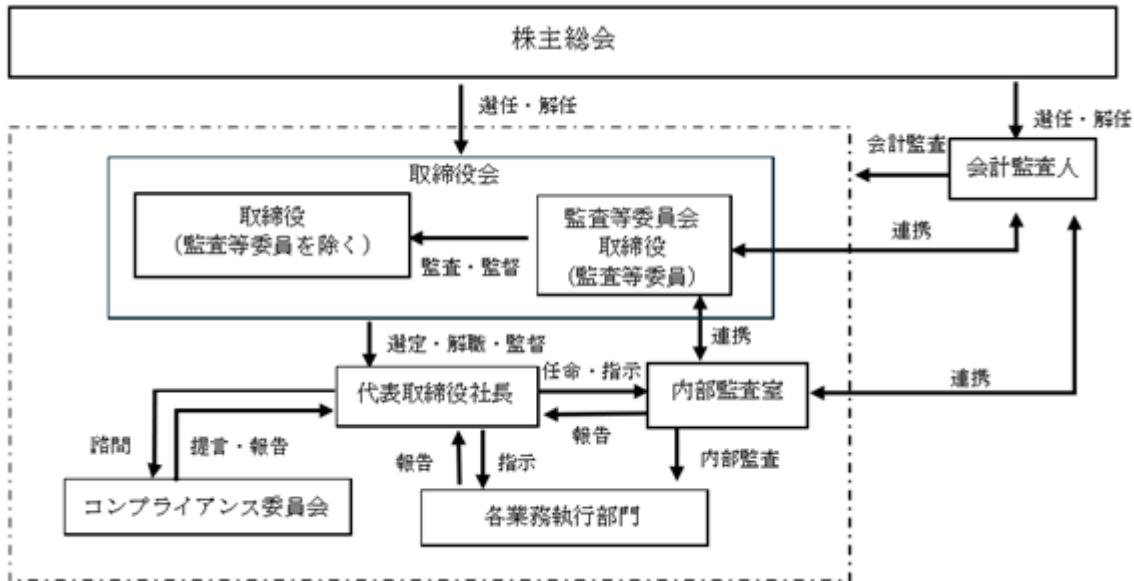 株主総会
選任・解任
選任・解任
会計監査
会計監査人
取締役会
取締役
(監査等委員を除く)
監査・監督
監査等委員会
取締役
(監査等委員)
連携
選定・解職・監督
連携
代表取締役社長
任命・指示
報告
内部監査室
連携
諮問
提言・報告
報告
指示
内部監査
コンプライアンス委員会
各業務執行部門